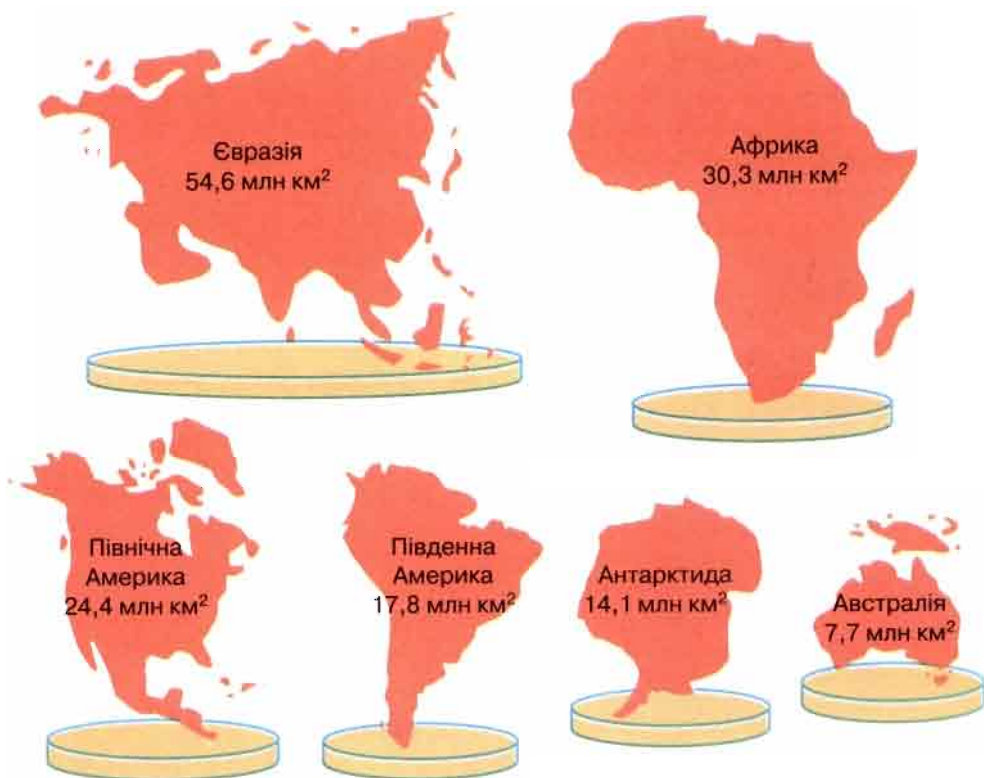 Євразія
54,6 млн км²
Африка
30,3 млн км²
Північна
Америка
24,4 млн км²
Південна
Америка
17,8 млн км²
Антарктида
14,1 млн км²
Австралія
7,7 млн км²